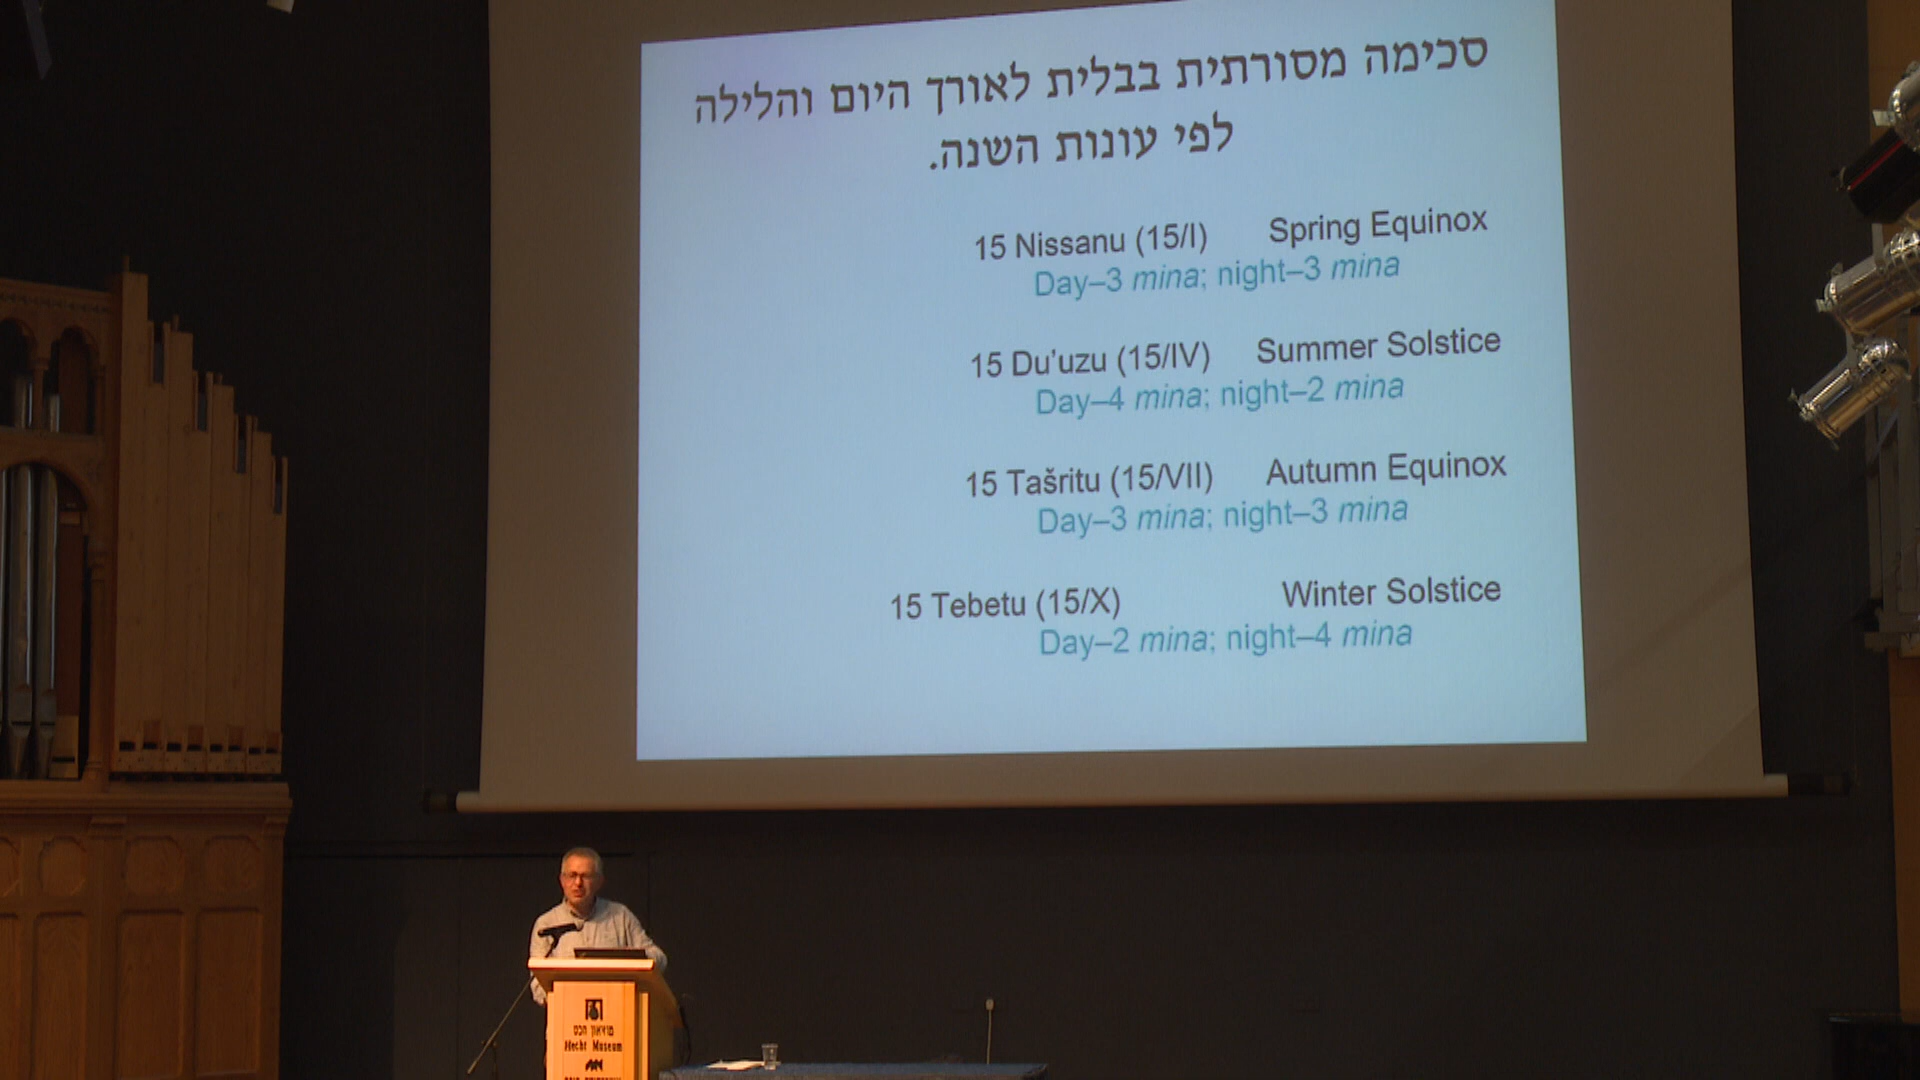 סכימה מסורתית בבלית לאורך היום והלילה
לפי עונות השנה.
15 Nissanu (15/I) Spring Equinox
Day–3 mina; night–3 mina
15 Du’uzu (15/IV) Summer Solstice
Day–4 mina; night–2 mina
15 Tašritu (15/VII) Autumn Equinox
Day–3 mina; night–3 mina
15 Tebetu (15/X) Winter Solstice
Day–2 mina; night–4 mina
מוזיאון הכט
Hecht Museum